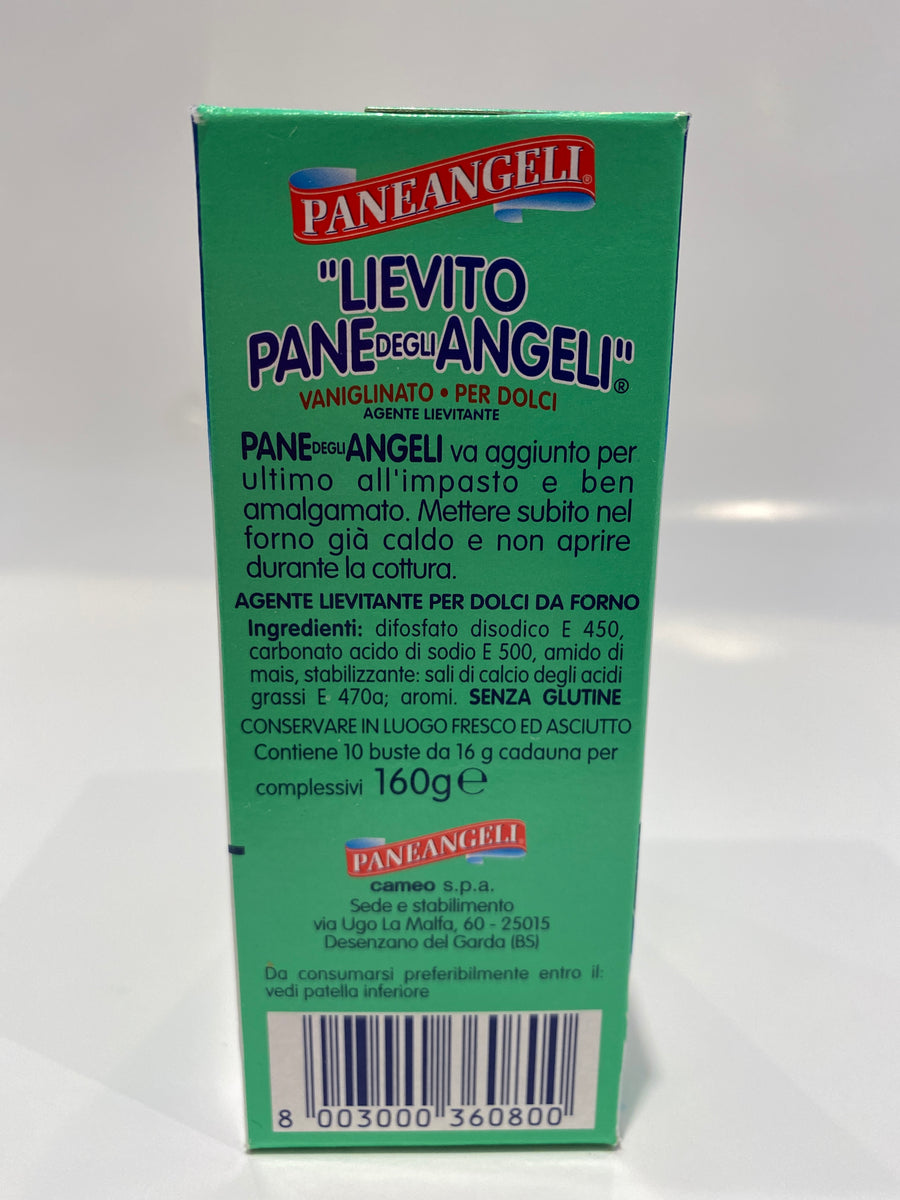 PANEANGELI®
"LIEVITO
PANE DEGLI ANGELI"®
VANIGLINATO • PER DOLCI
AGENTE LIEVITANTE
PANE DEGLI ANGELI va aggiunto per
ultimo all'impasto e ben
amalgamato. Mettere subito nel
forno già caldo e non aprire
durante la cottura.
AGENTE LIEVITANTE PER DOLCI DA FORNO
Ingredienti: difosfato disodico E 450,
carbonato acido di sodio E 500, amido di
mais, stabilizzante: sali di calcio degli acidi
grassi E 470a; aromi. SENZA GLUTINE
CONSERVARE IN LUOGO FRESCO ED ASCIUTTO
Contiene 10 buste da 16 g cadauna per
complessivi 160g℮
PANEANGELI®
cameo s.p.a.
Sede e stabilimento
via Ugo La Malfa, 60 - 25015
Desenzano del Garda (BS)
Da consumarsi preferibilmente entro il:
vedi patella inferiore
8 003000 360800